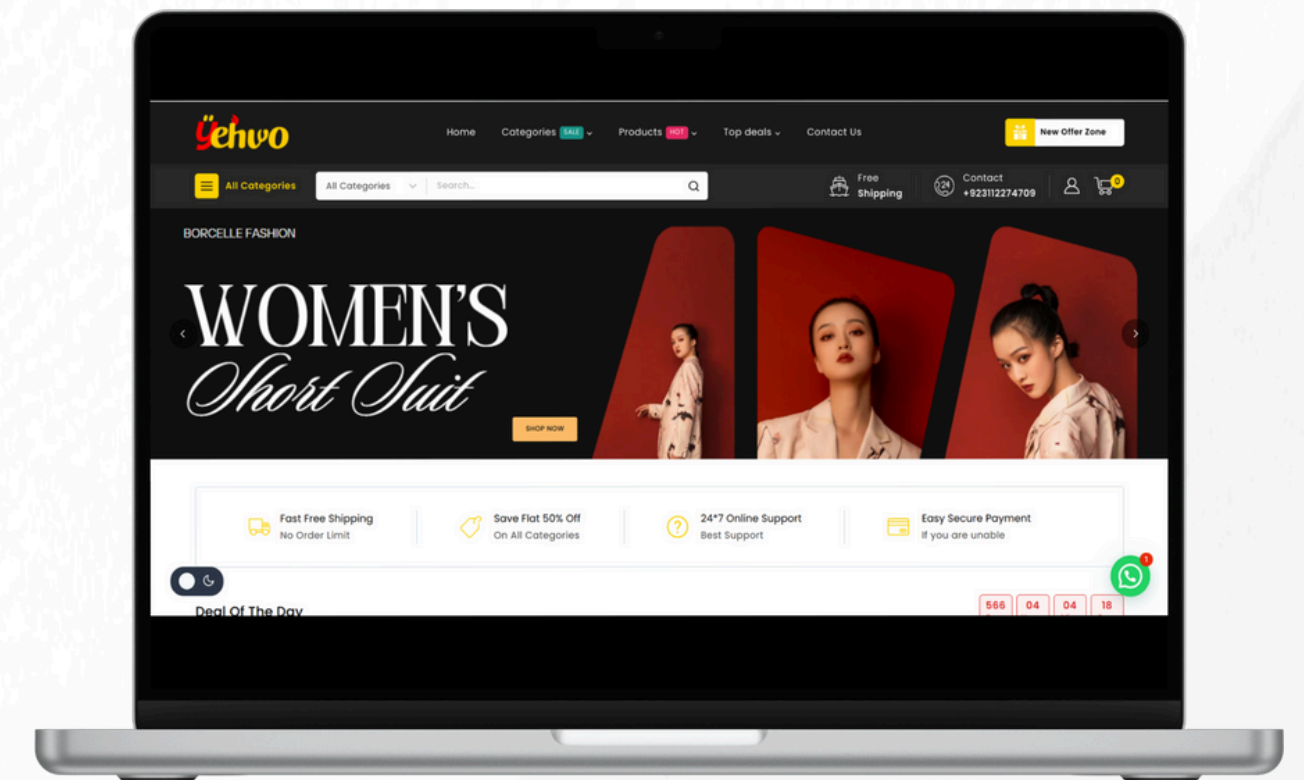 Ÿehwo
Home Categories SALE Products HOT Top deals Contact Us
New Offer Zone
All Categories
All Categories Search...
Free
Shipping
24
Contact
+923112274709
0
BORCELLE FASHION
WOMEN'S
Short Suit
SHOP NOW
Fast Free Shipping
No Order Limit
Save Flat 50% Off
On All Categories
?
24*7 Online Support
Best Support
Easy Secure Payment
If you are unable
1
Deal Of The Day
566 04 04 18